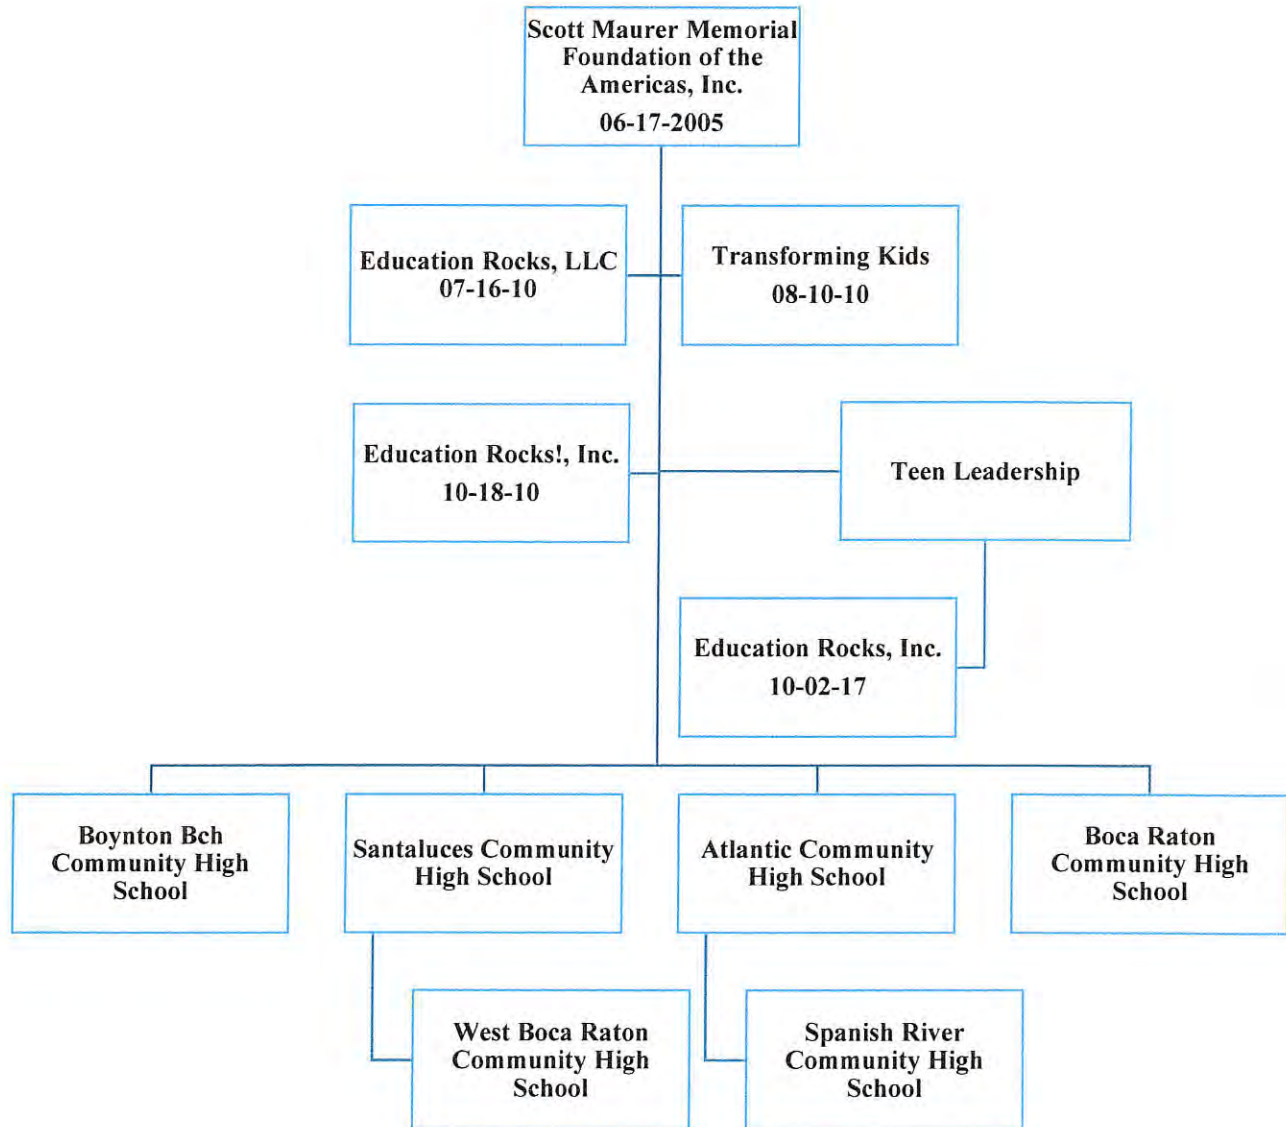 Scott Maurer Memorial
Foundation of the
Americas, Inc.
06-17-2005
Education Rocks, LLC
07-16-10
Transforming Kids
08-10-10
Education Rocks!, Inc.
10-18-10
Teen Leadership
Education Rocks, Inc.
10-02-17
Boynton Bch
Community High
School
Santaluces Community
High School
Atlantic Community
High School
Boca Raton
Community High
School
West Boca Raton
Community High
School
Spanish River
Community High
School